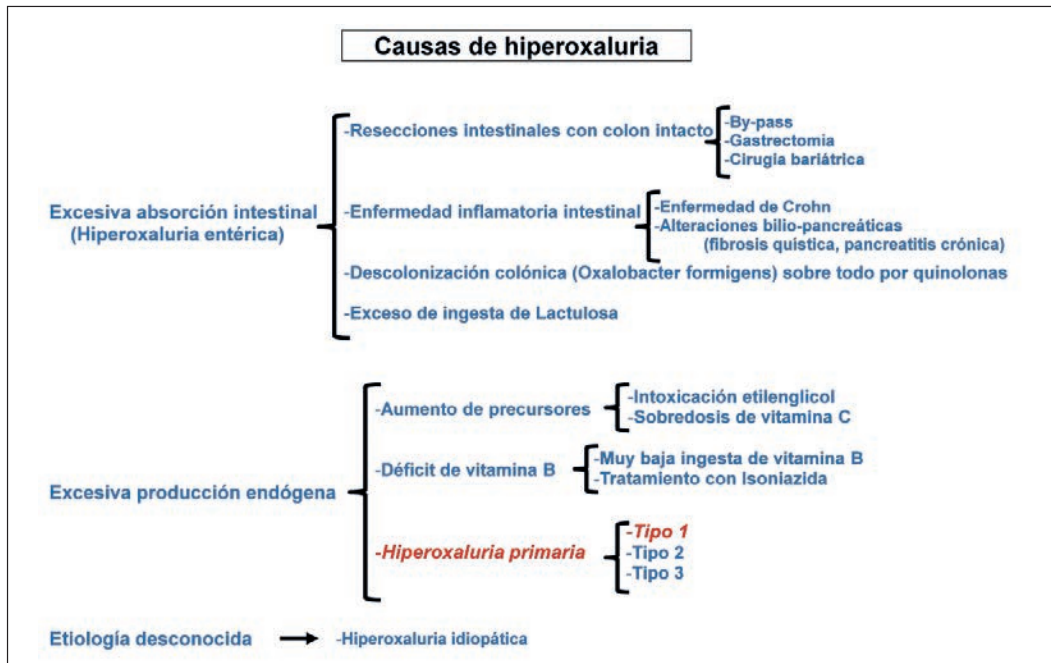 Causas de hiperoxaluria
-Resecciones intestinales con colon intacto
-By-pass
-Gastrectomia
-Cirugia bariátrica
Excesiva absorción intestinal
(Hiperoxaluria entérica)
-Enfermedad inflamatoria intestinal
-Enfermedad de Crohn
-Alteraciones bilio-pancreáticas
(fibrosis quística, pancreatitis crónica)
-Descolonización colónica (Oxalobacter formigens) sobre todo por quinolonas
-Exceso de ingesta de Lactulosa
Excesiva producción endógena
-Aumento de precursores
-Intoxicación etilenglicol
-Sobredosis de vitamina C
-Déficit de vitamina B
-Muy baja ingesta de vitamina B
-Tratamiento con Isoniazida
-Hiperoxaluria primaria
-Tipo 1
-Tipo 2
-Tipo 3
Etiología desconocida
-Hiperoxaluria idiopática